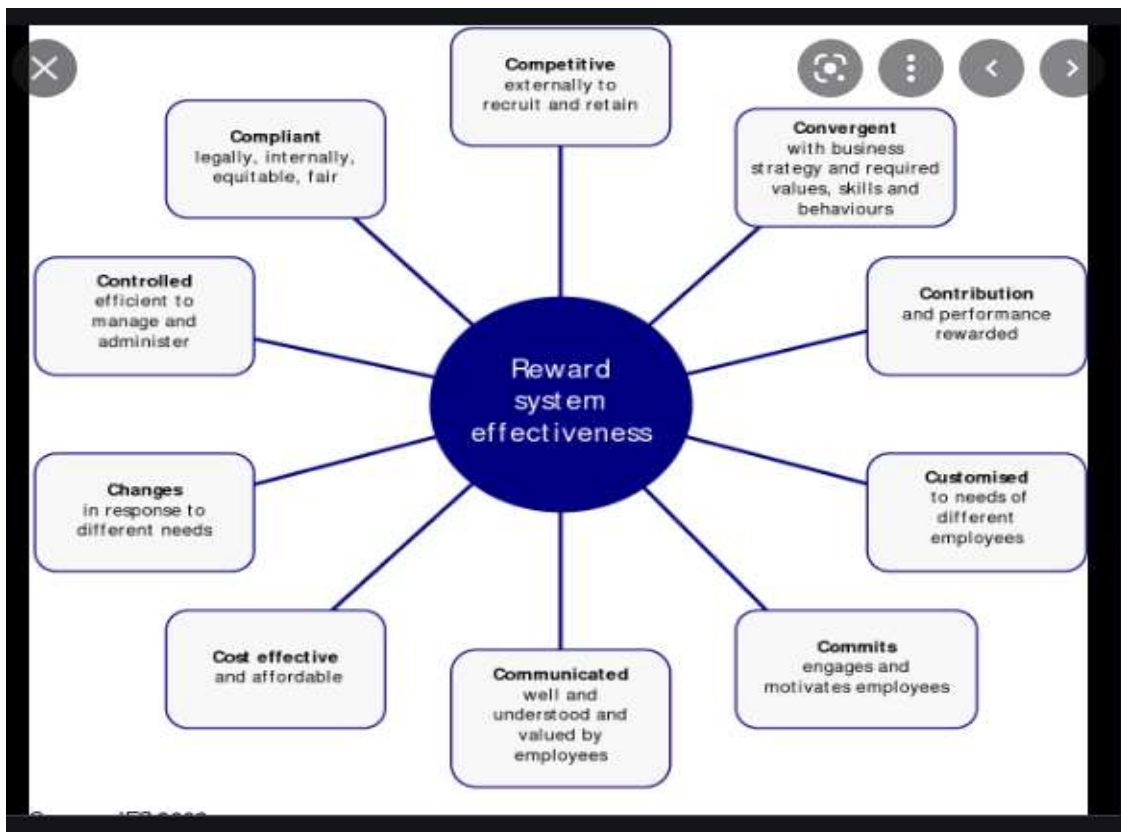 Competitive
externally to
recruit and retain
Convergent
with business
strategy and required
values, skills and
behaviours
Contribution
and performance
rewarded
Customised
to needs of
different
employees
Commits
engages and
motivates employees
Communicated
well and
understood and
valued by
employees
Cost effective
and affordable
Changes
in response to
different needs
Controlled
efficient to
manage and
administer
Compliant
legally, internally,
equitable, fair
Reward
system
effectiveness